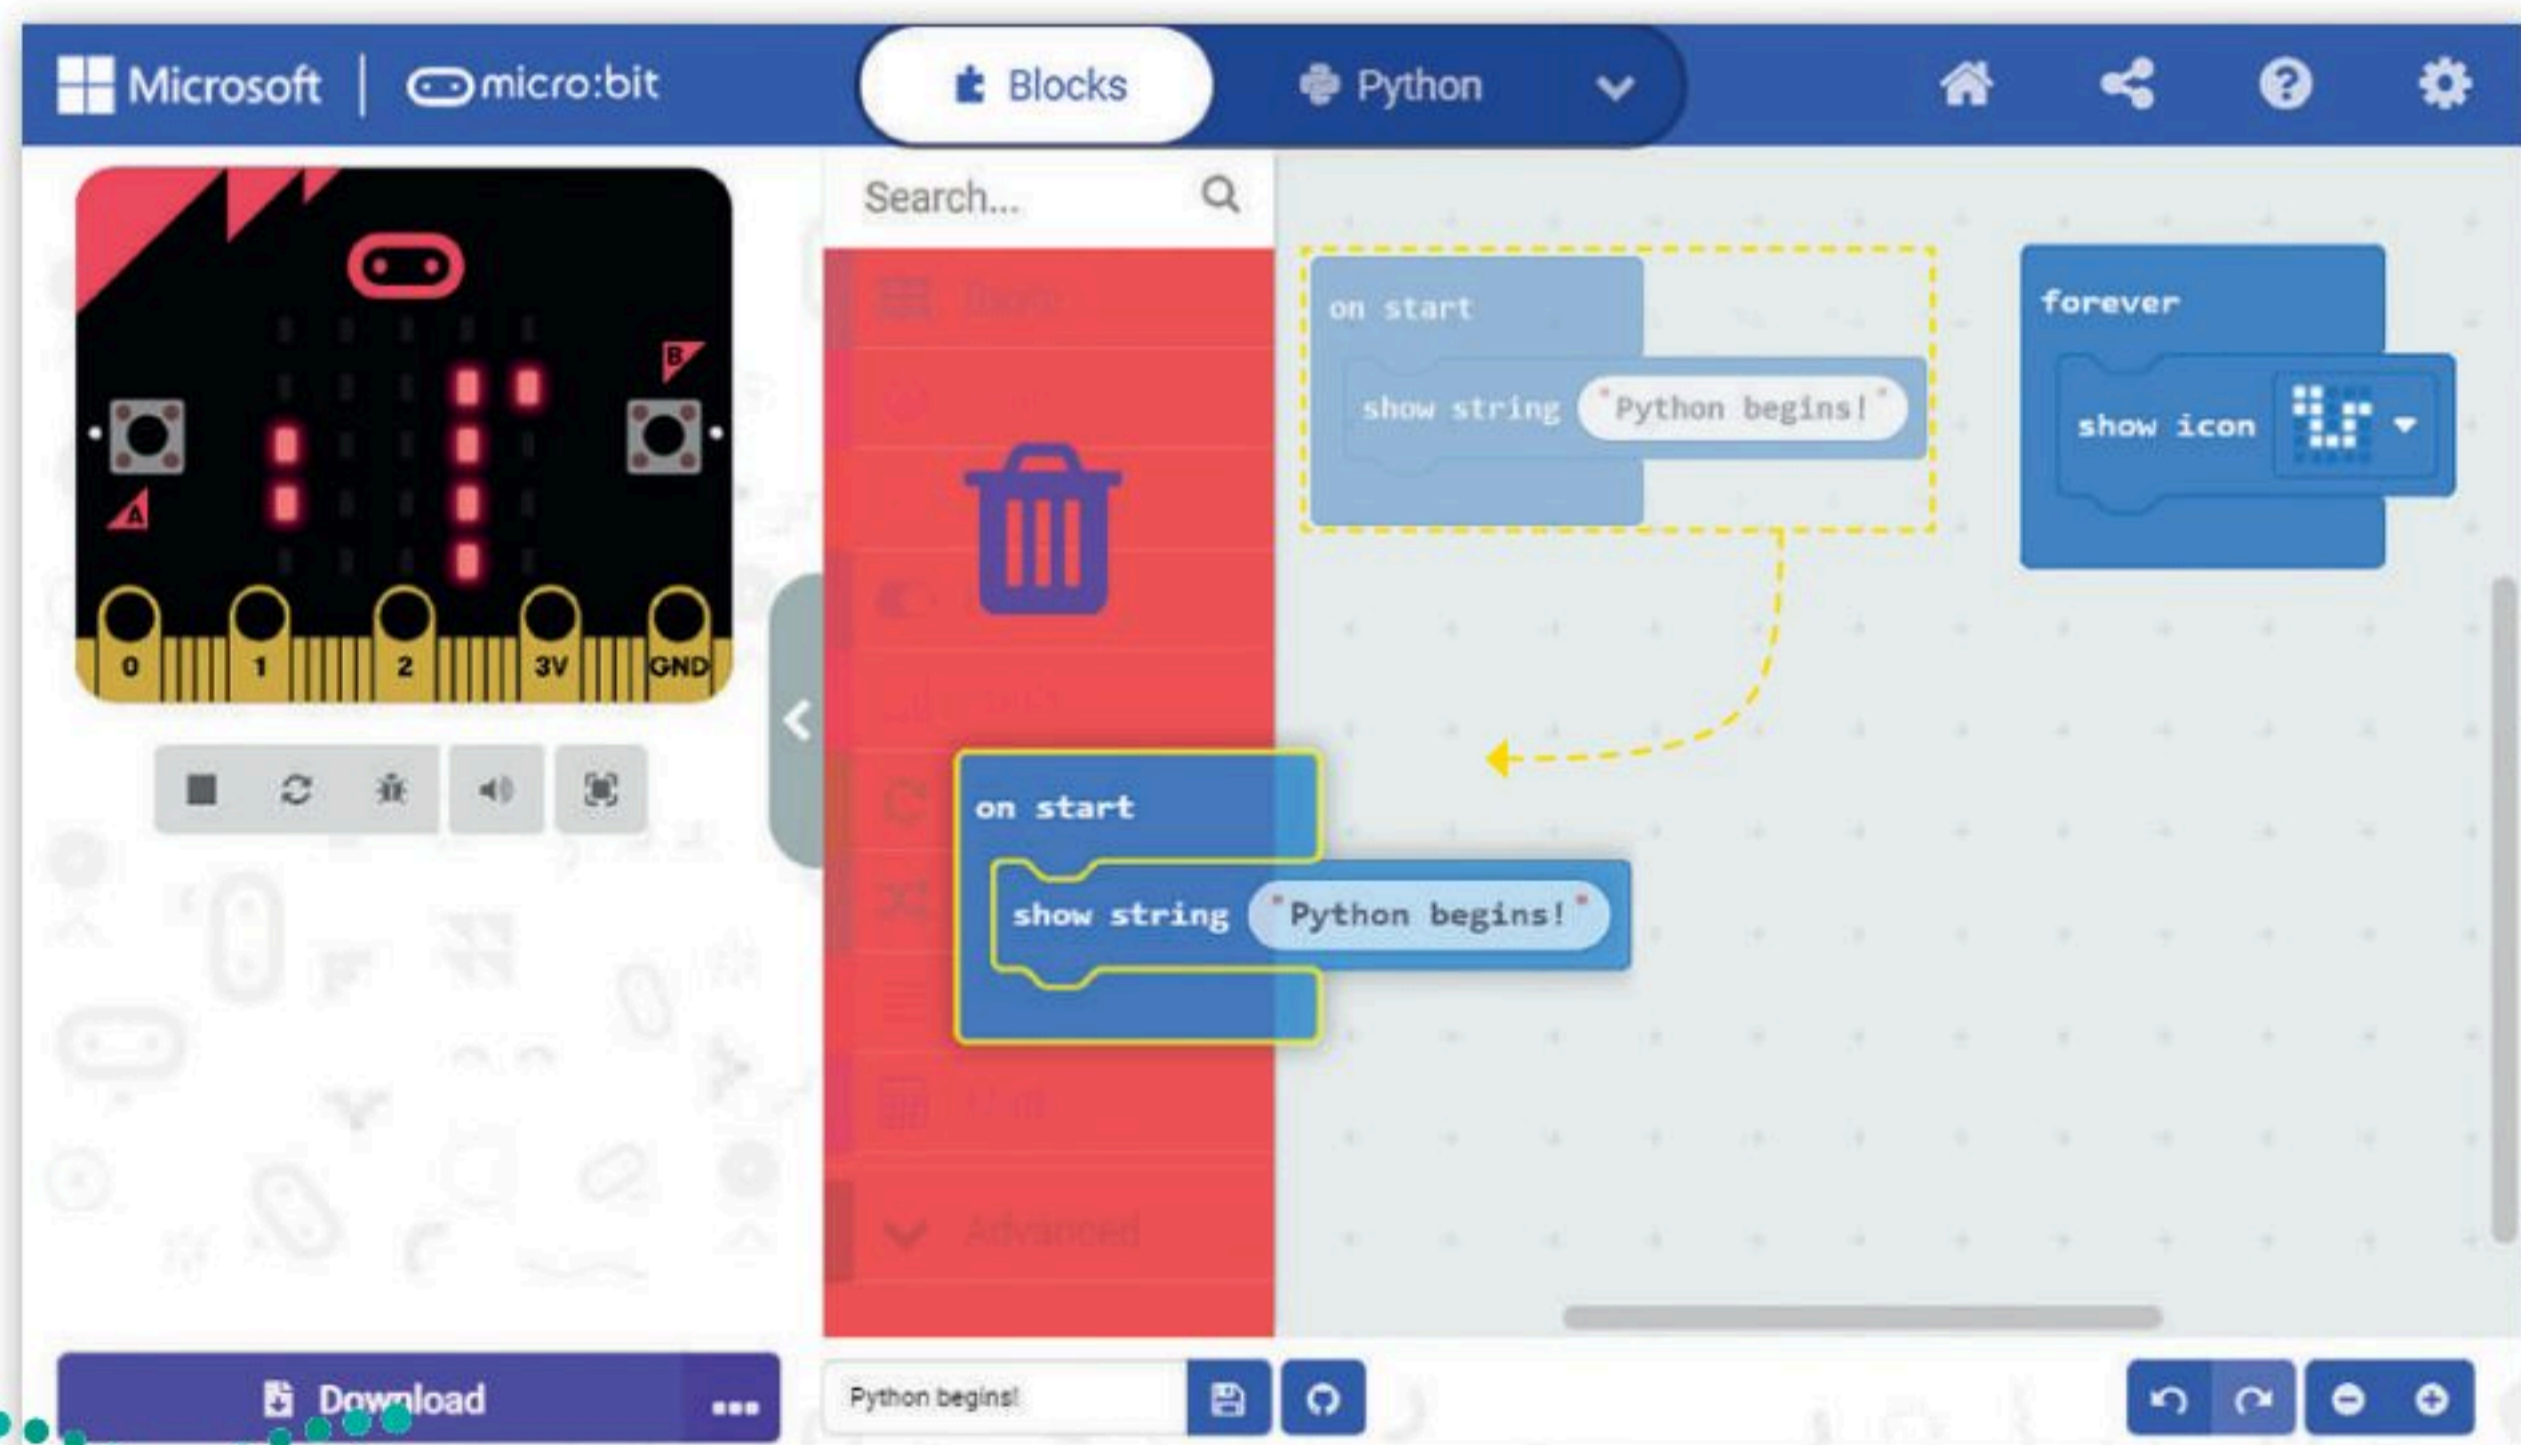 Microsoft | micro:bit
Blocks
Python
Search...
B
A
0 1 2 3V GND
on start
show string "Python begins!"
forever
show icon
on start
show string "Python begins!"
Advanced
Download
Python begins!